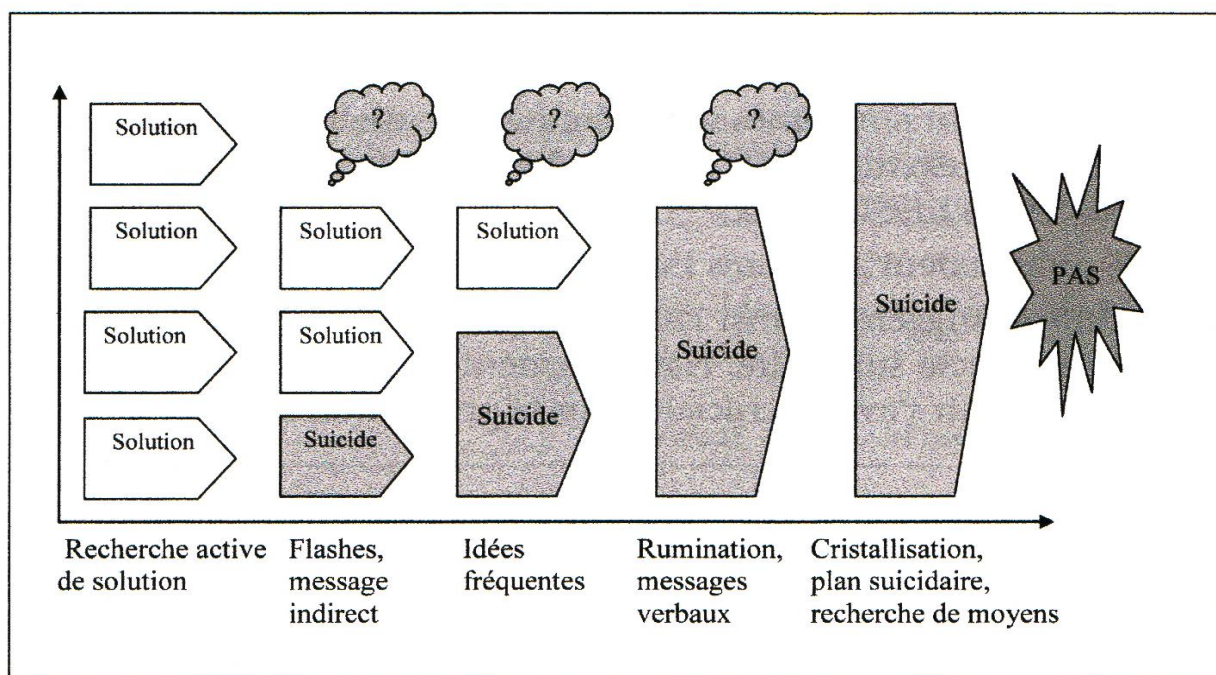 Solution
?
?
?
Suicide
PAS
Solution
Solution
Solution
Suicide
Solution
Solution
Suicide
Solution
Suicide
Recherche active
de solution
Flashes,
message
indirect
Idées
fréquentes
Rumination,
messages
verbaux
Cristallisation,
plan suicidaire,
recherche de moyens